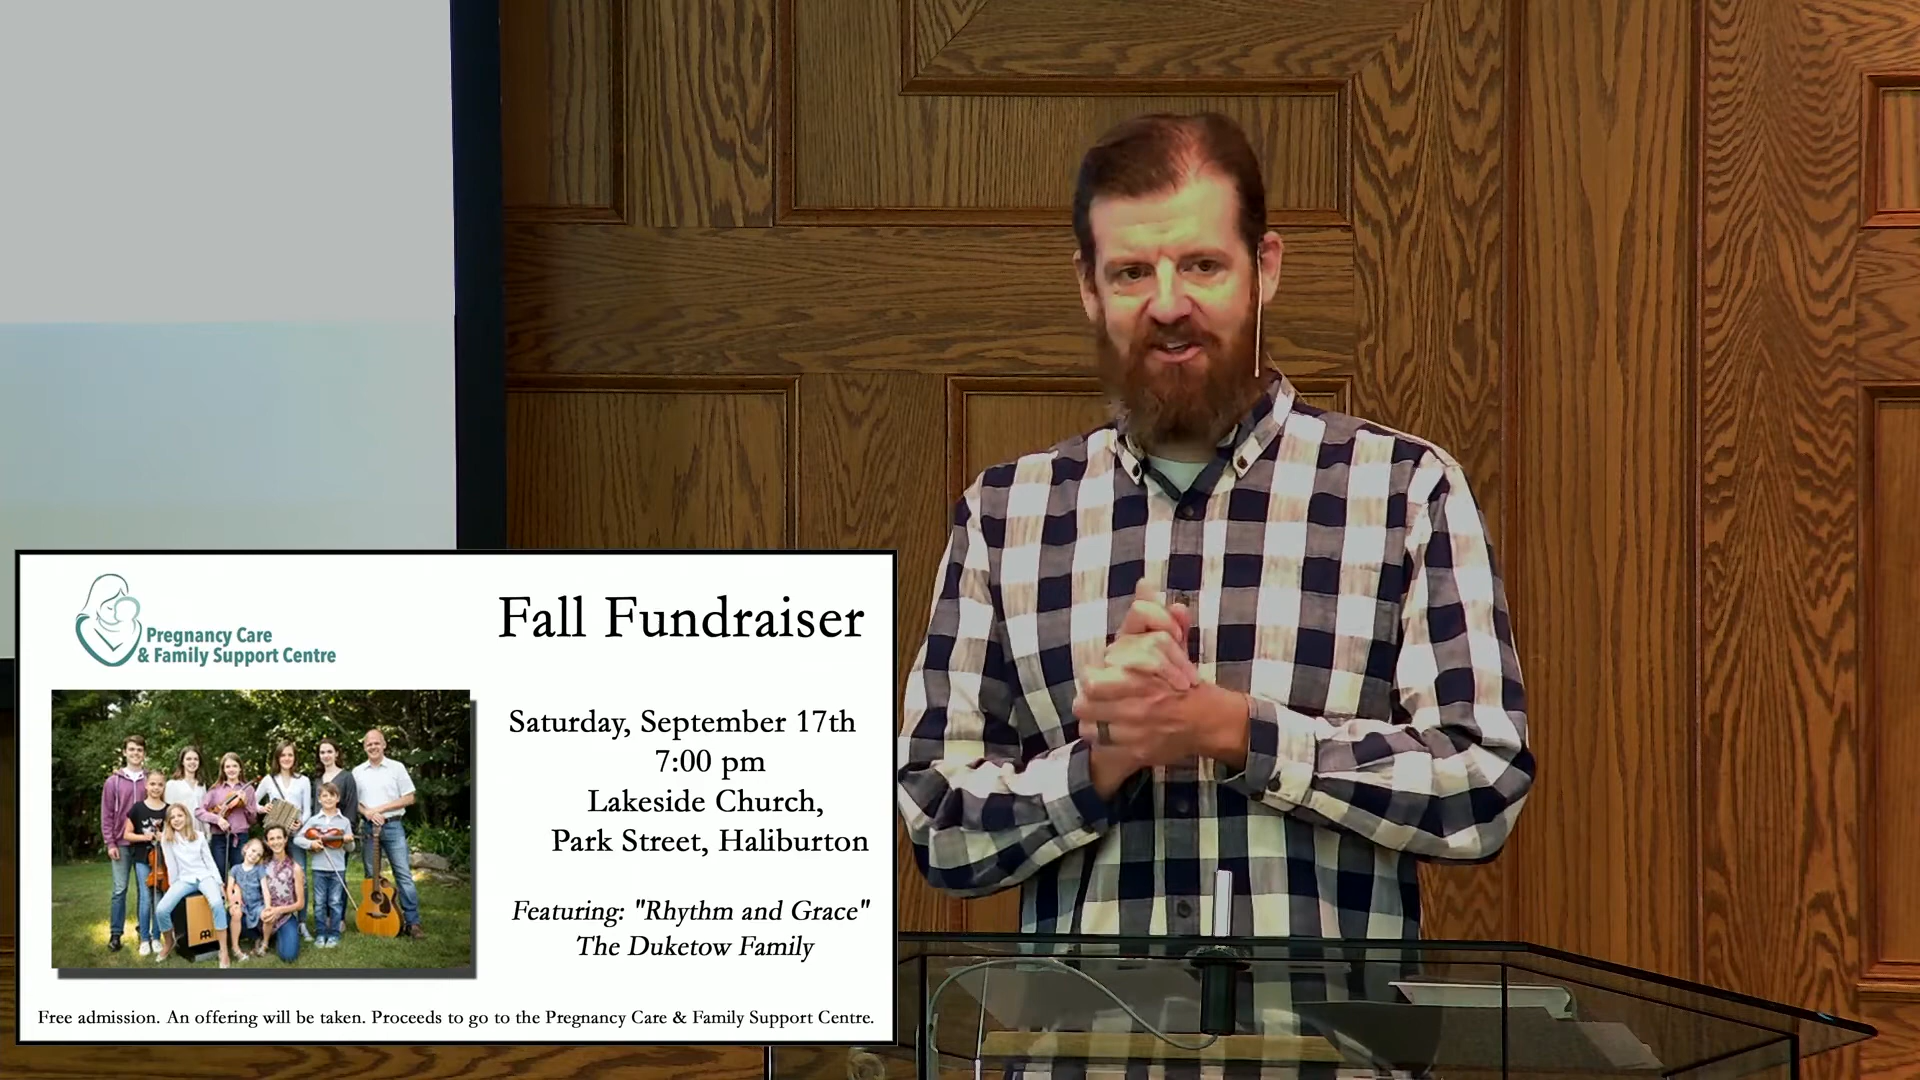 Pregnancy Care
& Family Support Centre
Fall Fundraiser
Saturday, September 17th
7:00 pm
Lakeside Church,
Park Street, Haliburton
Featuring: "Rhythm and Grace"
The Duketow Family
Free admission. An offering will be taken. Proceeds to go to the Pregnancy Care & Family Support Centre.